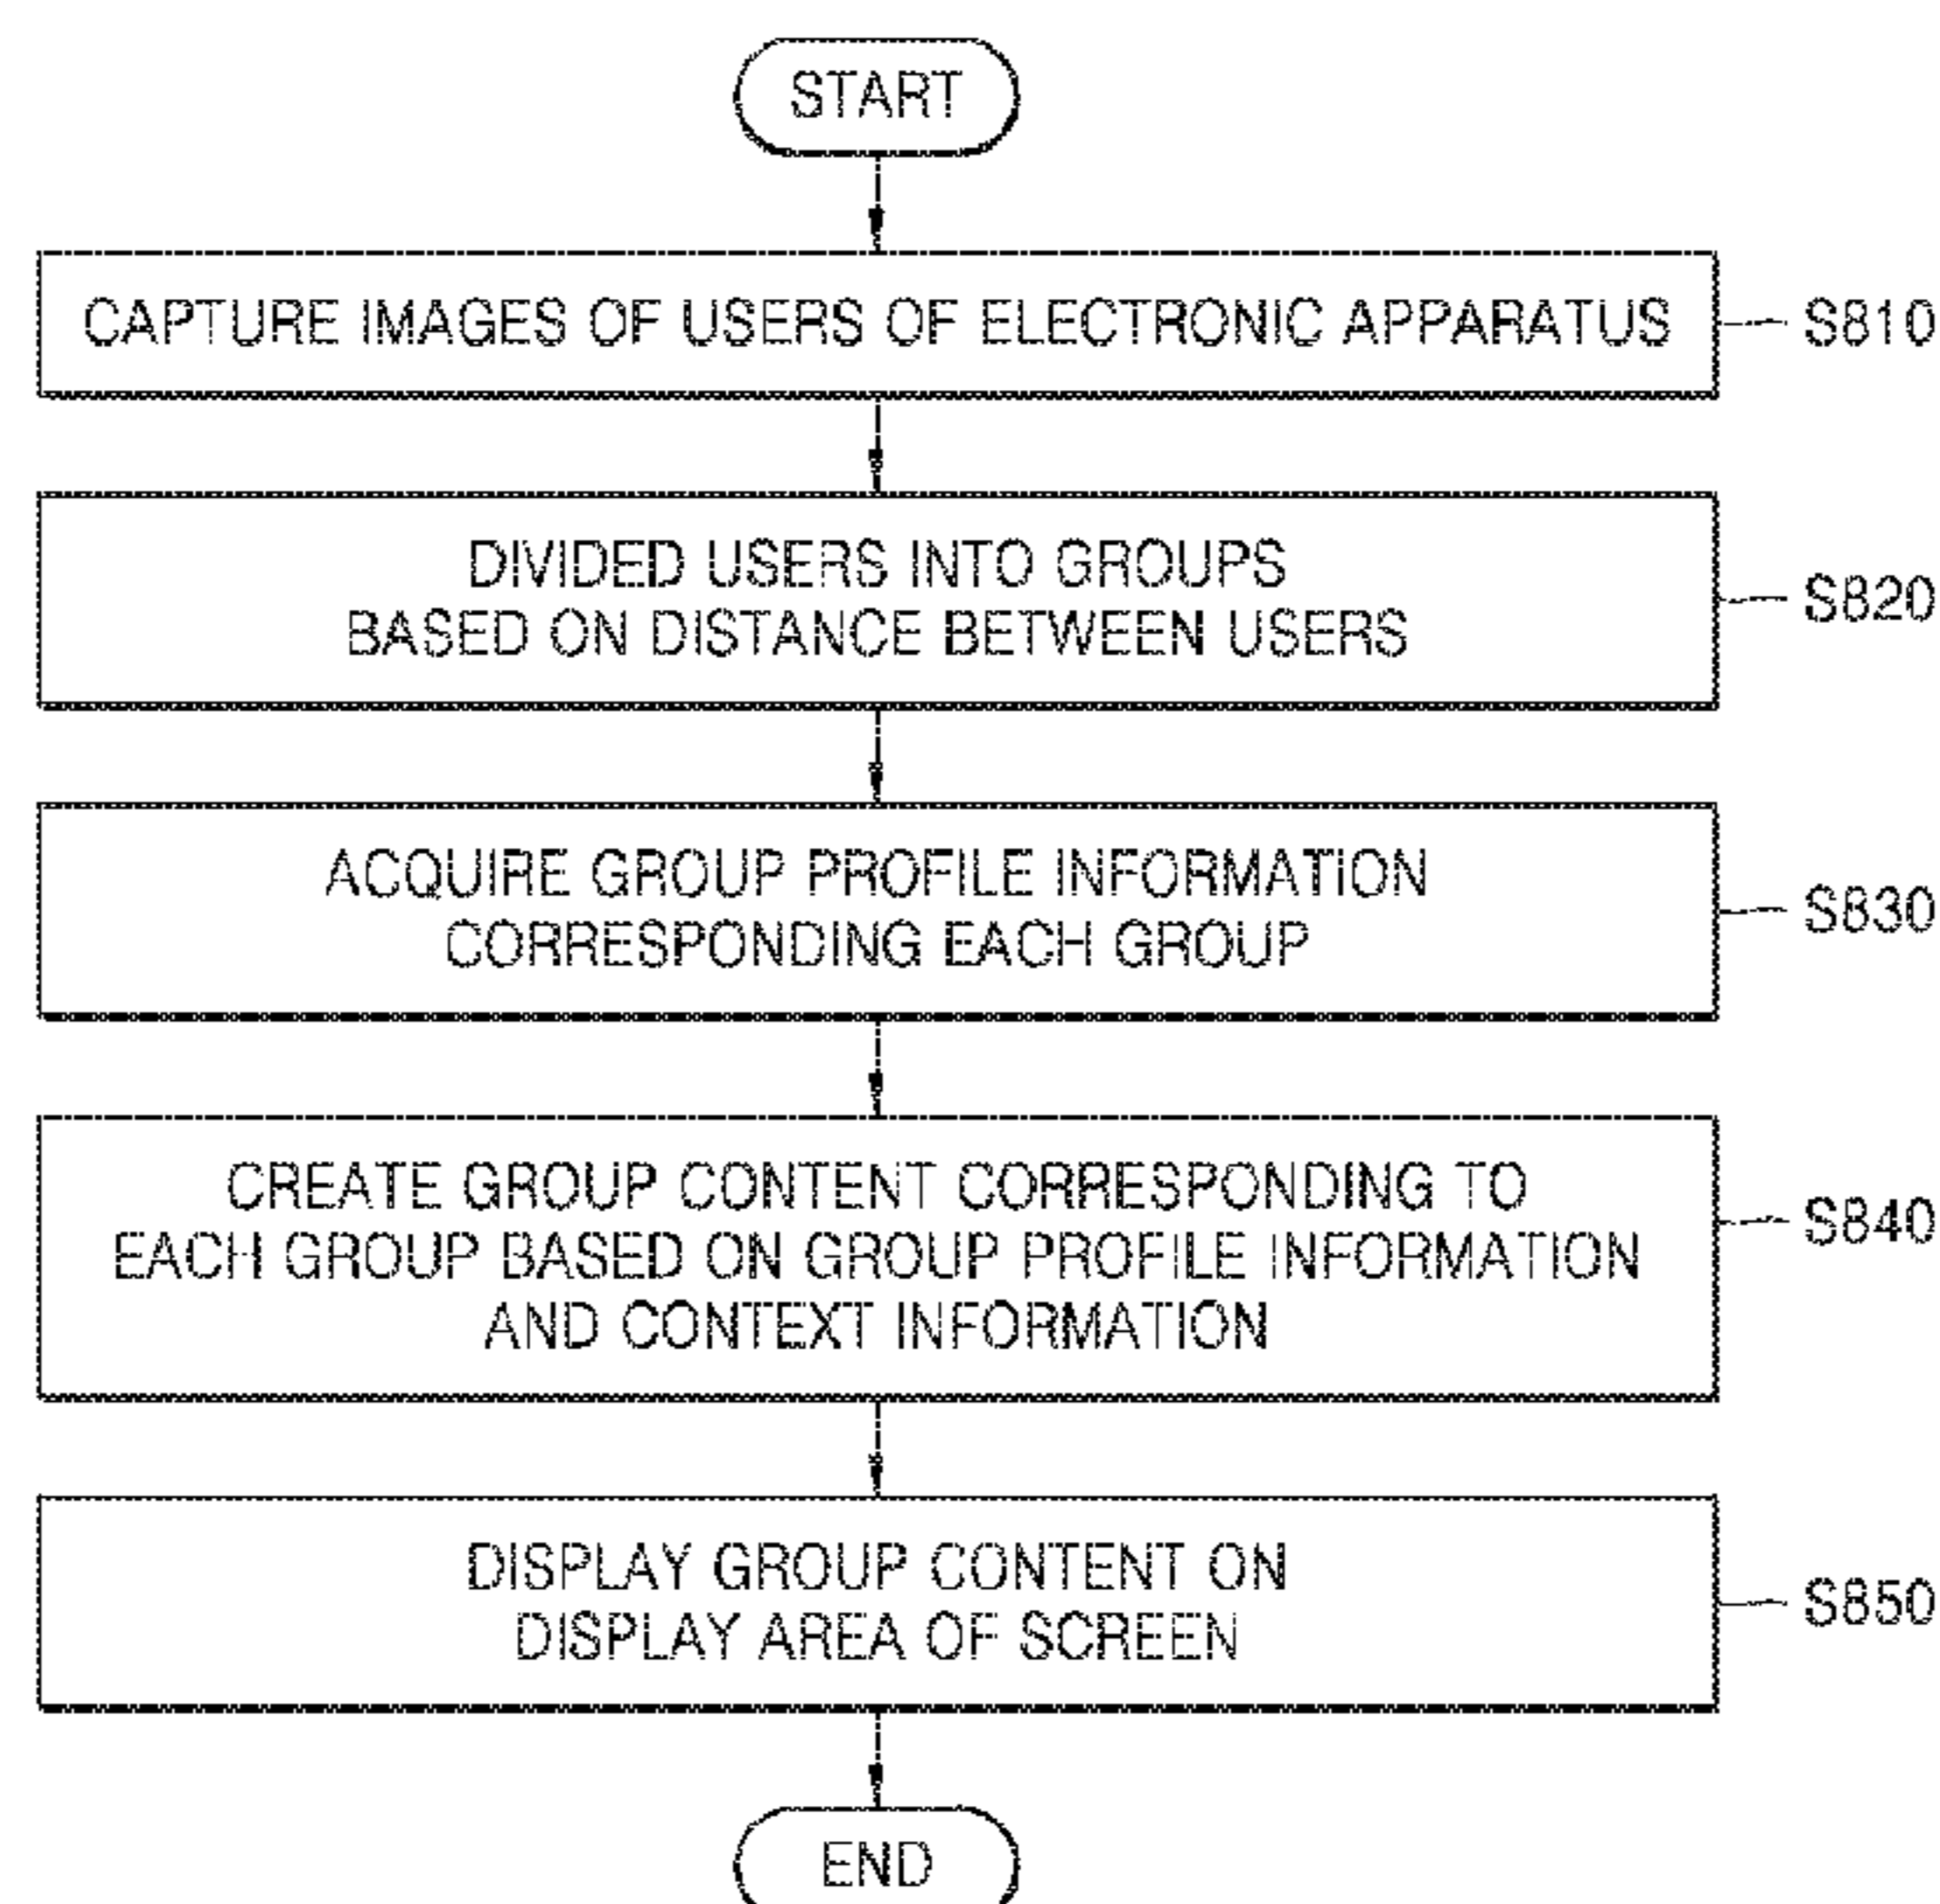 START
CAPTURE IMAGES OF USERS OF ELECTRONIC APPARATUS
S810
DIVIDED USERS INTO GROUPS
BASED ON DISTANCE BETWEEN USERS
S820
ACQUIRE GROUP PROFILE INFORMATION
CORRESPONDING EACH GROUP
S830
CREATE GROUP CONTENT CORRESPONDING TO
EACH GROUP BASED ON GROUP PROFILE INFORMATION
AND CONTEXT INFORMATION
S840
DISPLAY GROUP CONTENT ON
DISPLAY AREA OF SCREEN
S850
END